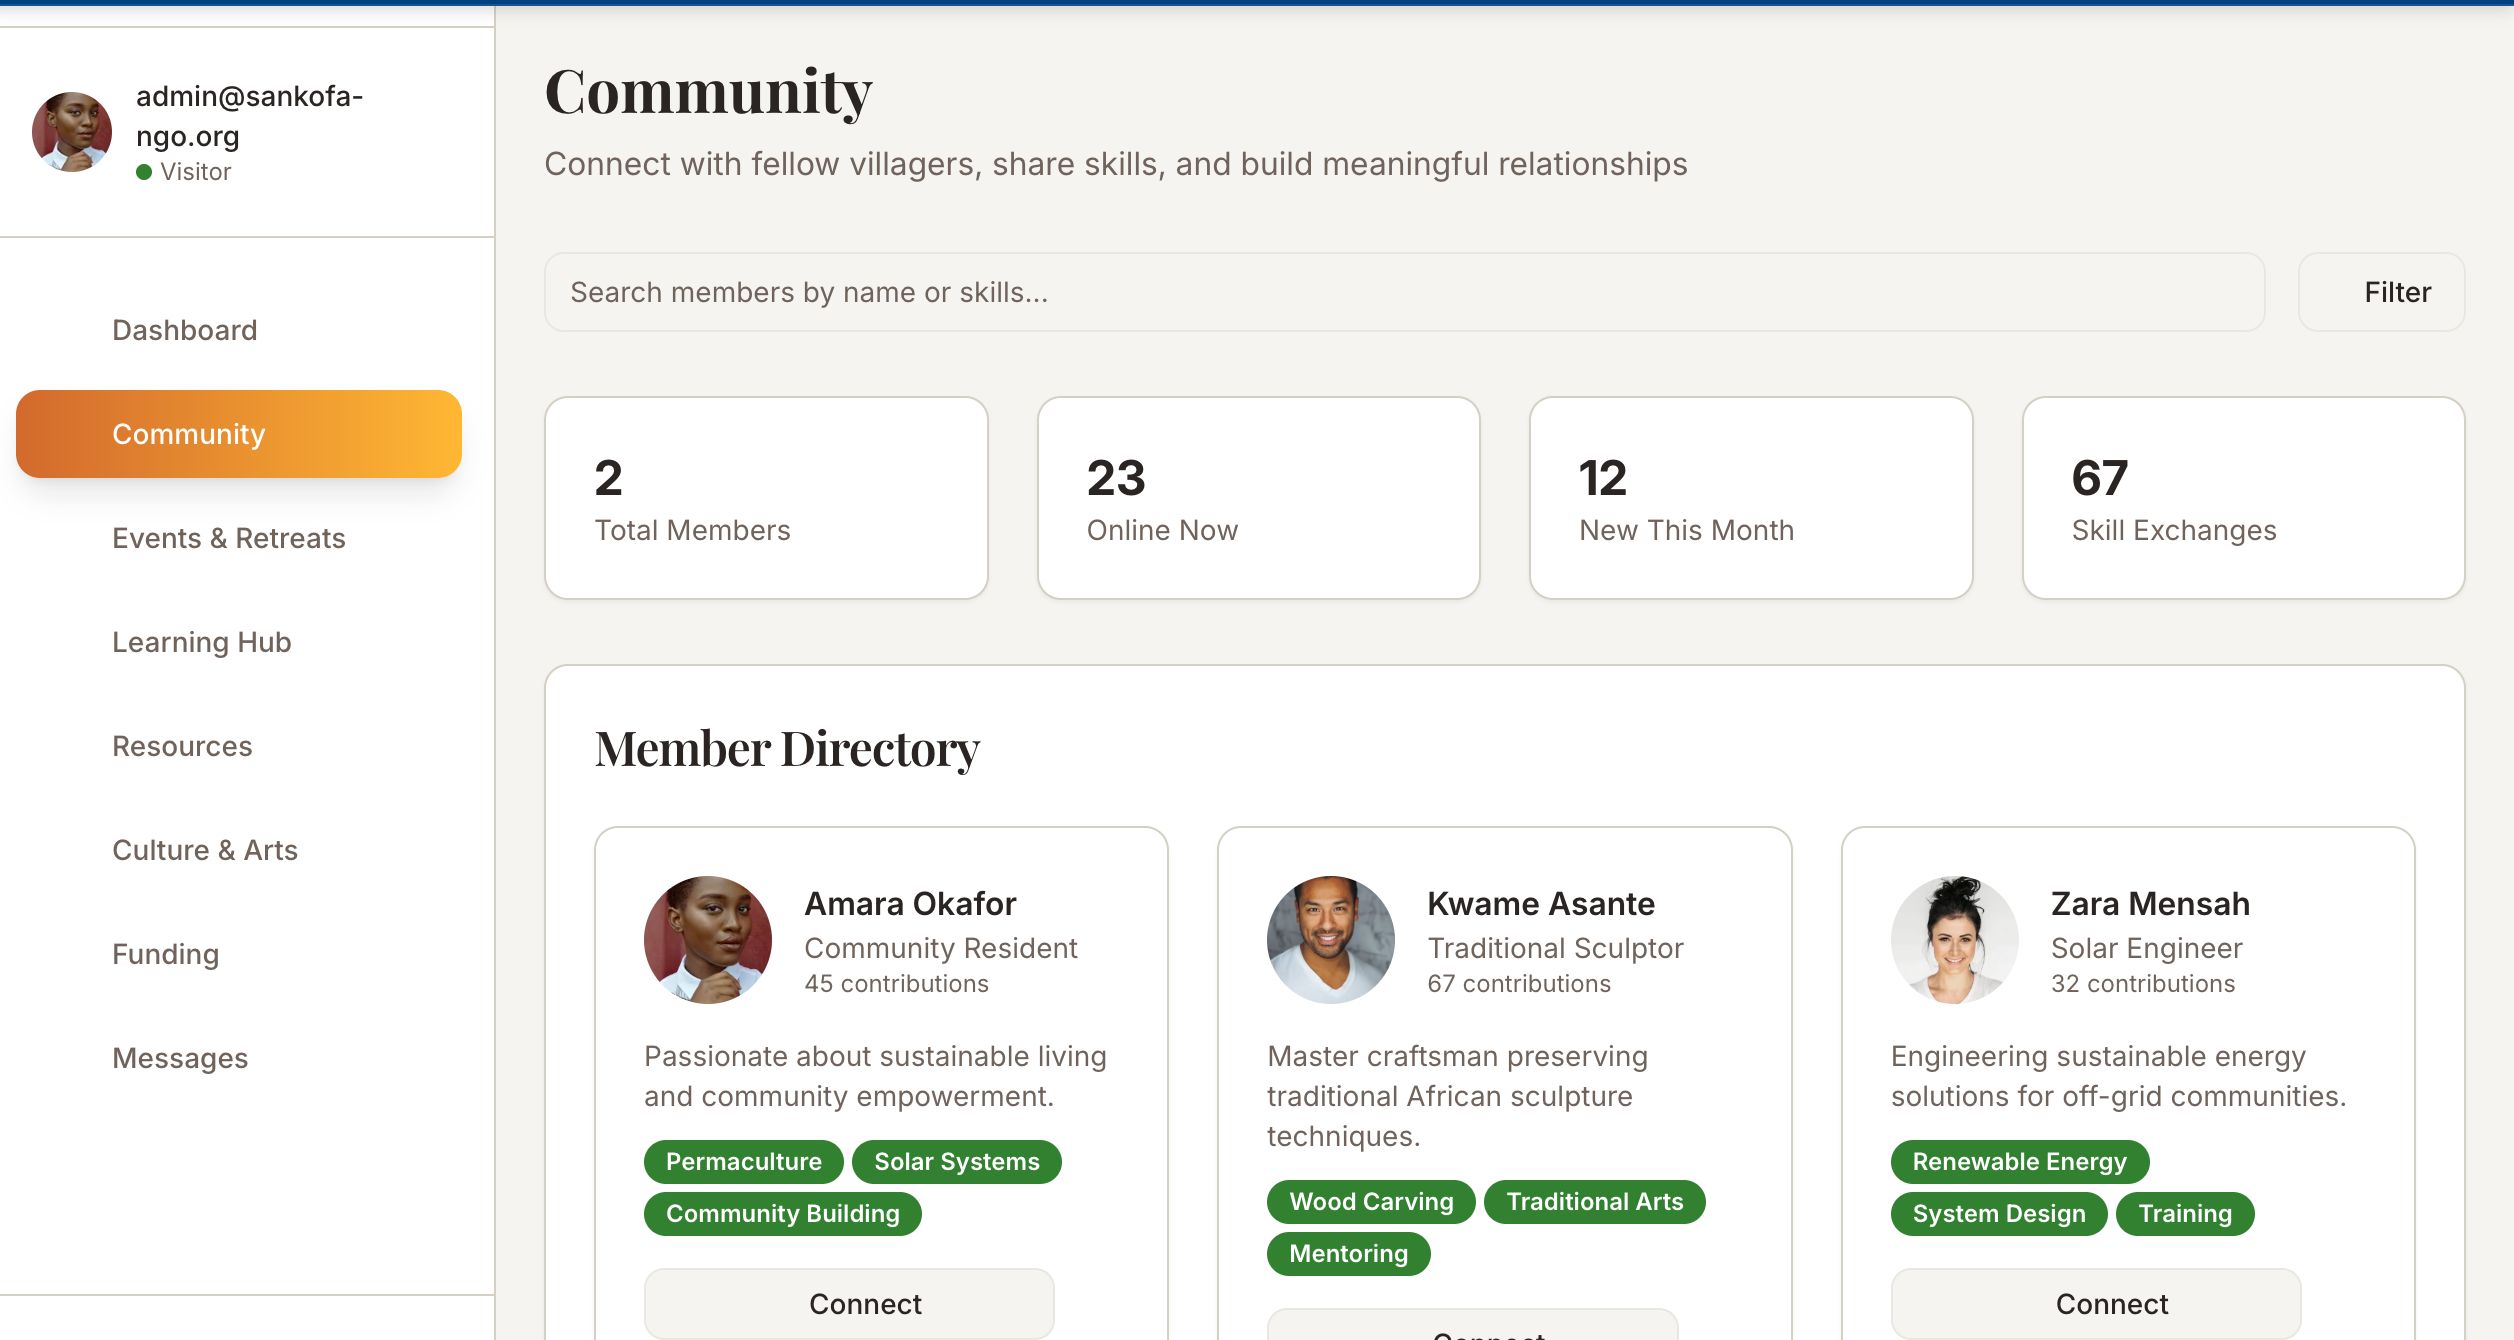 admin@sankofa-
ngo.org
Visitor
Dashboard
Community
Events & Retreats
Learning Hub
Resources
Culture & Arts
Funding
Messages
Community
Connect with fellow villagers, share skills, and build meaningful relationships
Search members by name or skills...
Filter
2
Total Members
23
Online Now
12
New This Month
67
Skill Exchanges
Member Directory
Amara Okafor
Community Resident
45 contributions
Passionate about sustainable living
and community empowerment.
Permaculture
Solar Systems
Community Building
Connect
Kwame Asante
Traditional Sculptor
67 contributions
Master craftsman preserving
traditional African sculpture
techniques.
Wood Carving
Traditional Arts
Mentoring
Connect
Zara Mensah
Solar Engineer
32 contributions
Engineering sustainable energy
solutions for off-grid communities.
Renewable Energy
System Design
Training
Connect